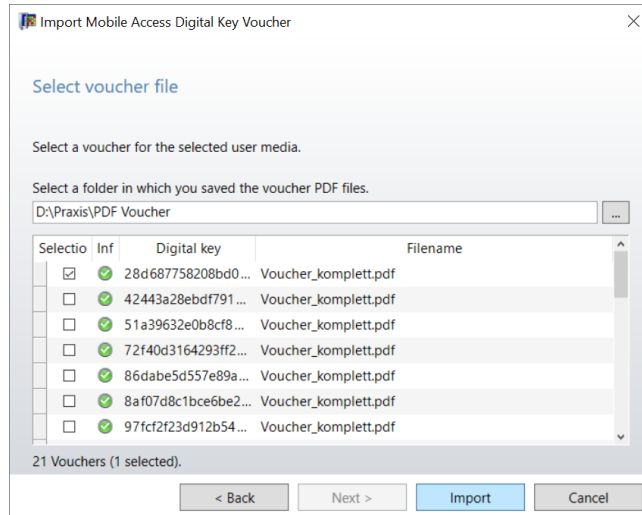 Import Mobile Access Digital Key Voucher
Select voucher file
Select a voucher for the selected user media.
Select a folder in which you saved the voucher PDF files.
D:\Praxis\PDF Voucher ...
Selectio Inf Digital key Filename
28d687758208bd0... Voucher_komplett.pdf
42443a28ebdf791... Voucher_komplett.pdf
51a39632e0b8cf8... Voucher_komplett.pdf
72f40d3164293ff2... Voucher_komplett.pdf
86dabe5d557e89a... Voucher_komplett.pdf
8af07d8c1bce6be2... Voucher_komplett.pdf
97fcf2f23d912b54... Voucher_komplett.pdf
21 Vouchers (1 selected).
< Back Next > Import Cancel